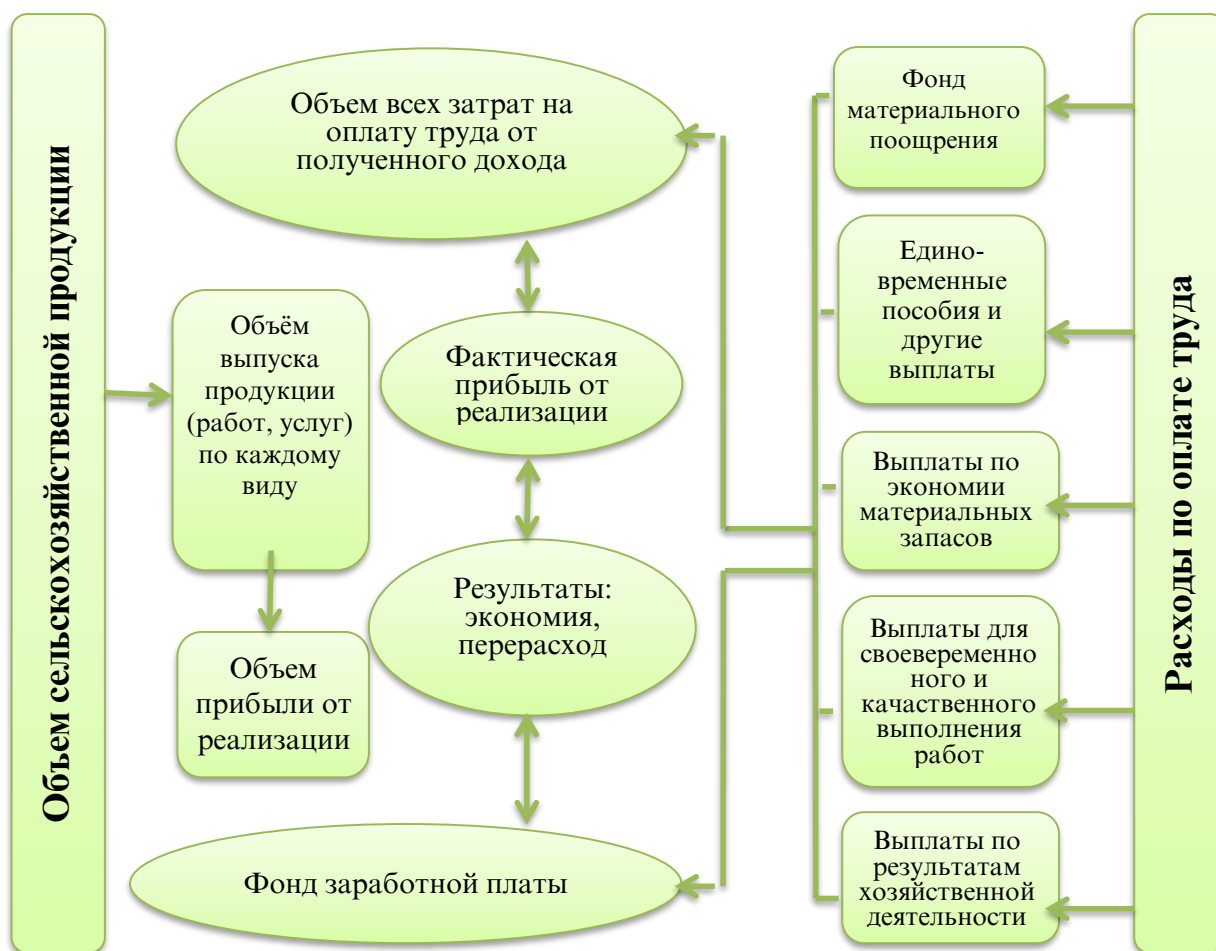 Объем сельскохозяйственной продукции
Объем всех затрат на
оплату труда от
полученного дохода
Объём
выпуска
продукции
(работ, услуг)
по каждому
виду
Объем
прибыли от
реализации
Фактическая
прибыль от
реализации
Результаты:
экономия,
перерасход
Фонд заработной платы
Фонд
материального
поощрения
Едино-
временные
пособия и
другие
выплаты
Выплаты по
экономии
материальных
запасов
Выплаты для
своевеременно
ного и
качаственного
выполнения
работ
Выплаты по
результатам
хозяйственной
деятельности
Расходы по оплате труда